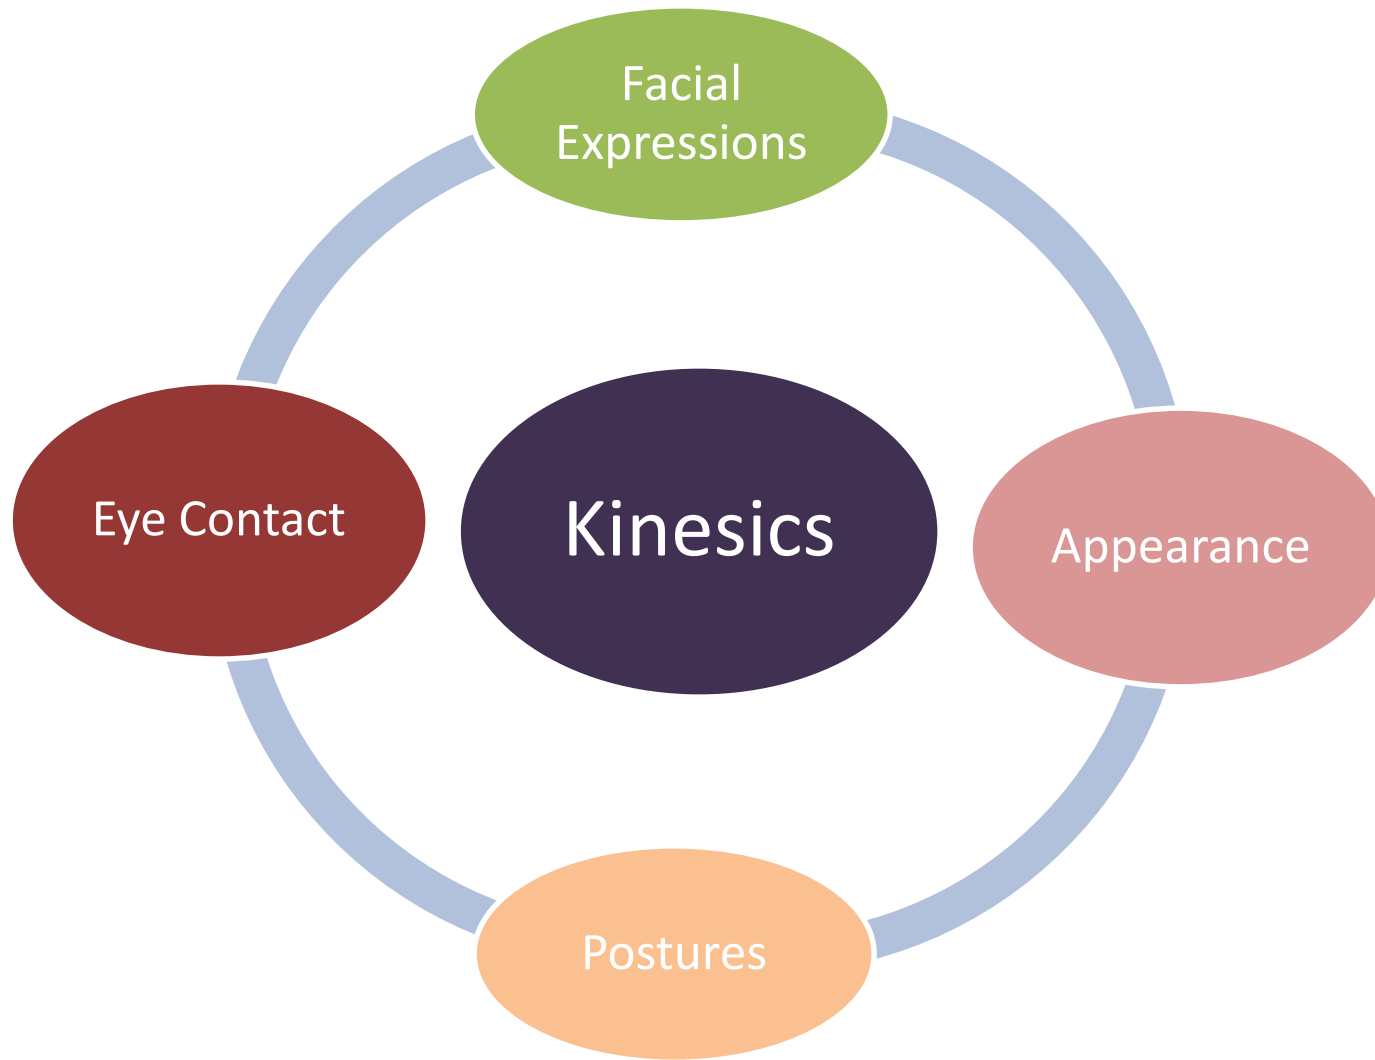 Facial
Expressions
Eye Contact
Kinesics
Appearance
Postures